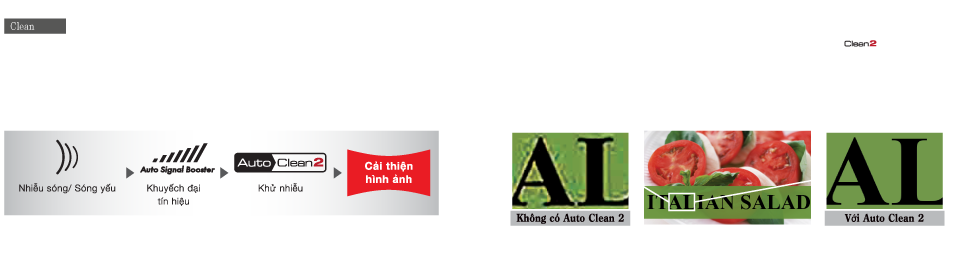 Clean
Clean2
Auto Signal Booster
Auto Clean2
Nhiễu sóng/ Sóng yếu
Khuyếch đại
tín hiệu
Khử nhiễu
Cải thiện
hình ảnh
AL
Không có Auto Clean 2
ITALIAN SALAD
AL
Với Auto Clean 2